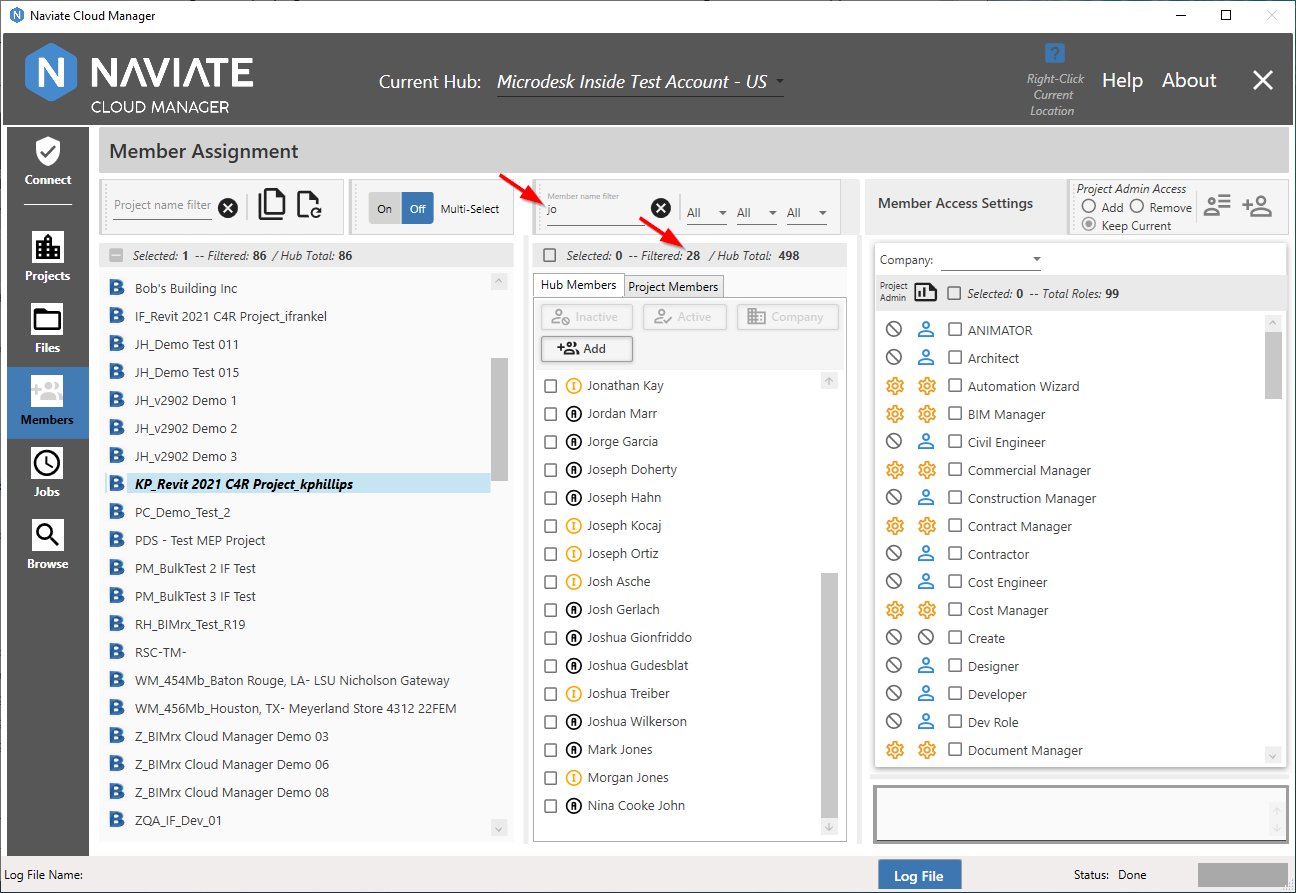 Naviate Cloud Manager
NAVIATE
CLOUD MANAGER
Current Hub: Microdesk Inside Test Account - US
?
Right-Click
Current
Location
Help About
Connect
Projects
Files
Members
Jobs
Browse
Member Assignment
Project name filter
On Off Multi-Select
Member name filter
jo
All All All
Member Access Settings
Project Admin Access
Add Remove
Keep Current
Selected: 1 -- Filtered: 86 / Hub Total: 86
Bob's Building Inc
IF_Revit 2021 C4R Project_ifrankel
JH_Demo Test 011
JH_Demo Test 015
JH_v2902 Demo 1
JH_v2902 Demo 2
JH_v2902 Demo 3
KP_Revit 2021 C4R Project_kphillips
PC_Demo_Test_2
PDS - Test MEP Project
PM_BulkTest 2 IF Test
PM_BulkTest 3 IF Test
RH_BIMrx_Test_R19
RSC-TM-
WM_454Mb_Baton Rouge, LA- LSU Nicholson Gateway
WM_456Mb_Houston, TX- Meyerland Store 4312 22FEM
Z_BIMrx Cloud Manager Demo 03
Z_BIMrx Cloud Manager Demo 06
Z_BIMrx Cloud Manager Demo 08
ZQA_IF_Dev_01
Selected: 0 -- Filtered: 28 / Hub Total: 498
Hub Members Project Members
Inactive Active Company
Add
Jonathan Kay
Jordan Marr
Jorge Garcia
Joseph Doherty
Joseph Hahn
Joseph Kocaj
Joseph Ortiz
Josh Asche
Josh Gerlach
Joshua Gionfriddo
Joshua Gudesblat
Joshua Treiber
Joshua Wilkerson
Mark Jones
Morgan Jones
Nina Cooke John
Company:
Project
Admin
Selected: 0 -- Total Roles: 99
ANIMATOR
Architect
Automation Wizard
BIM Manager
Civil Engineer
Commercial Manager
Construction Manager
Contract Manager
Contractor
Cost Engineer
Cost Manager
Create
Designer
Developer
Dev Role
Document Manager
Log File Name:
Log File
Status: Done